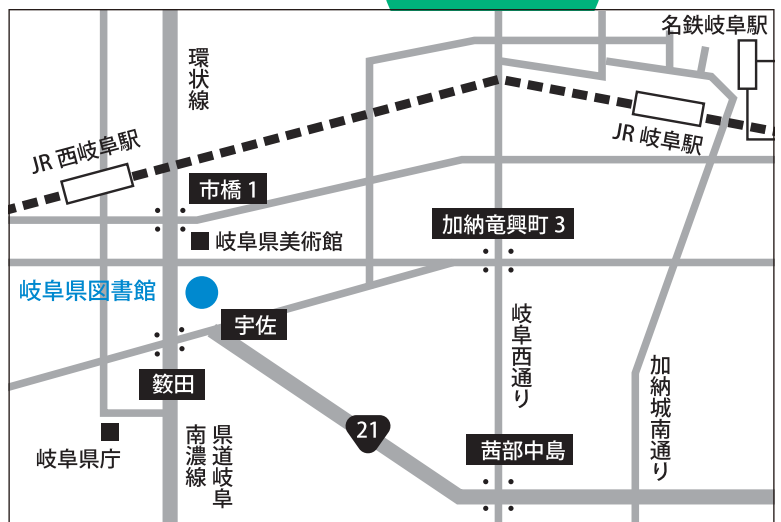 名鉄岐阜駅
環状線
JR 西岐阜駅
JR 岐阜駅
市橋 1
加納竜興町 3
岐阜県美術館
岐阜県図書館
宇佐
岐阜西通り
籔田
加納城南通り
21
岐阜県庁
県道岐阜
南濃線
茜部中島